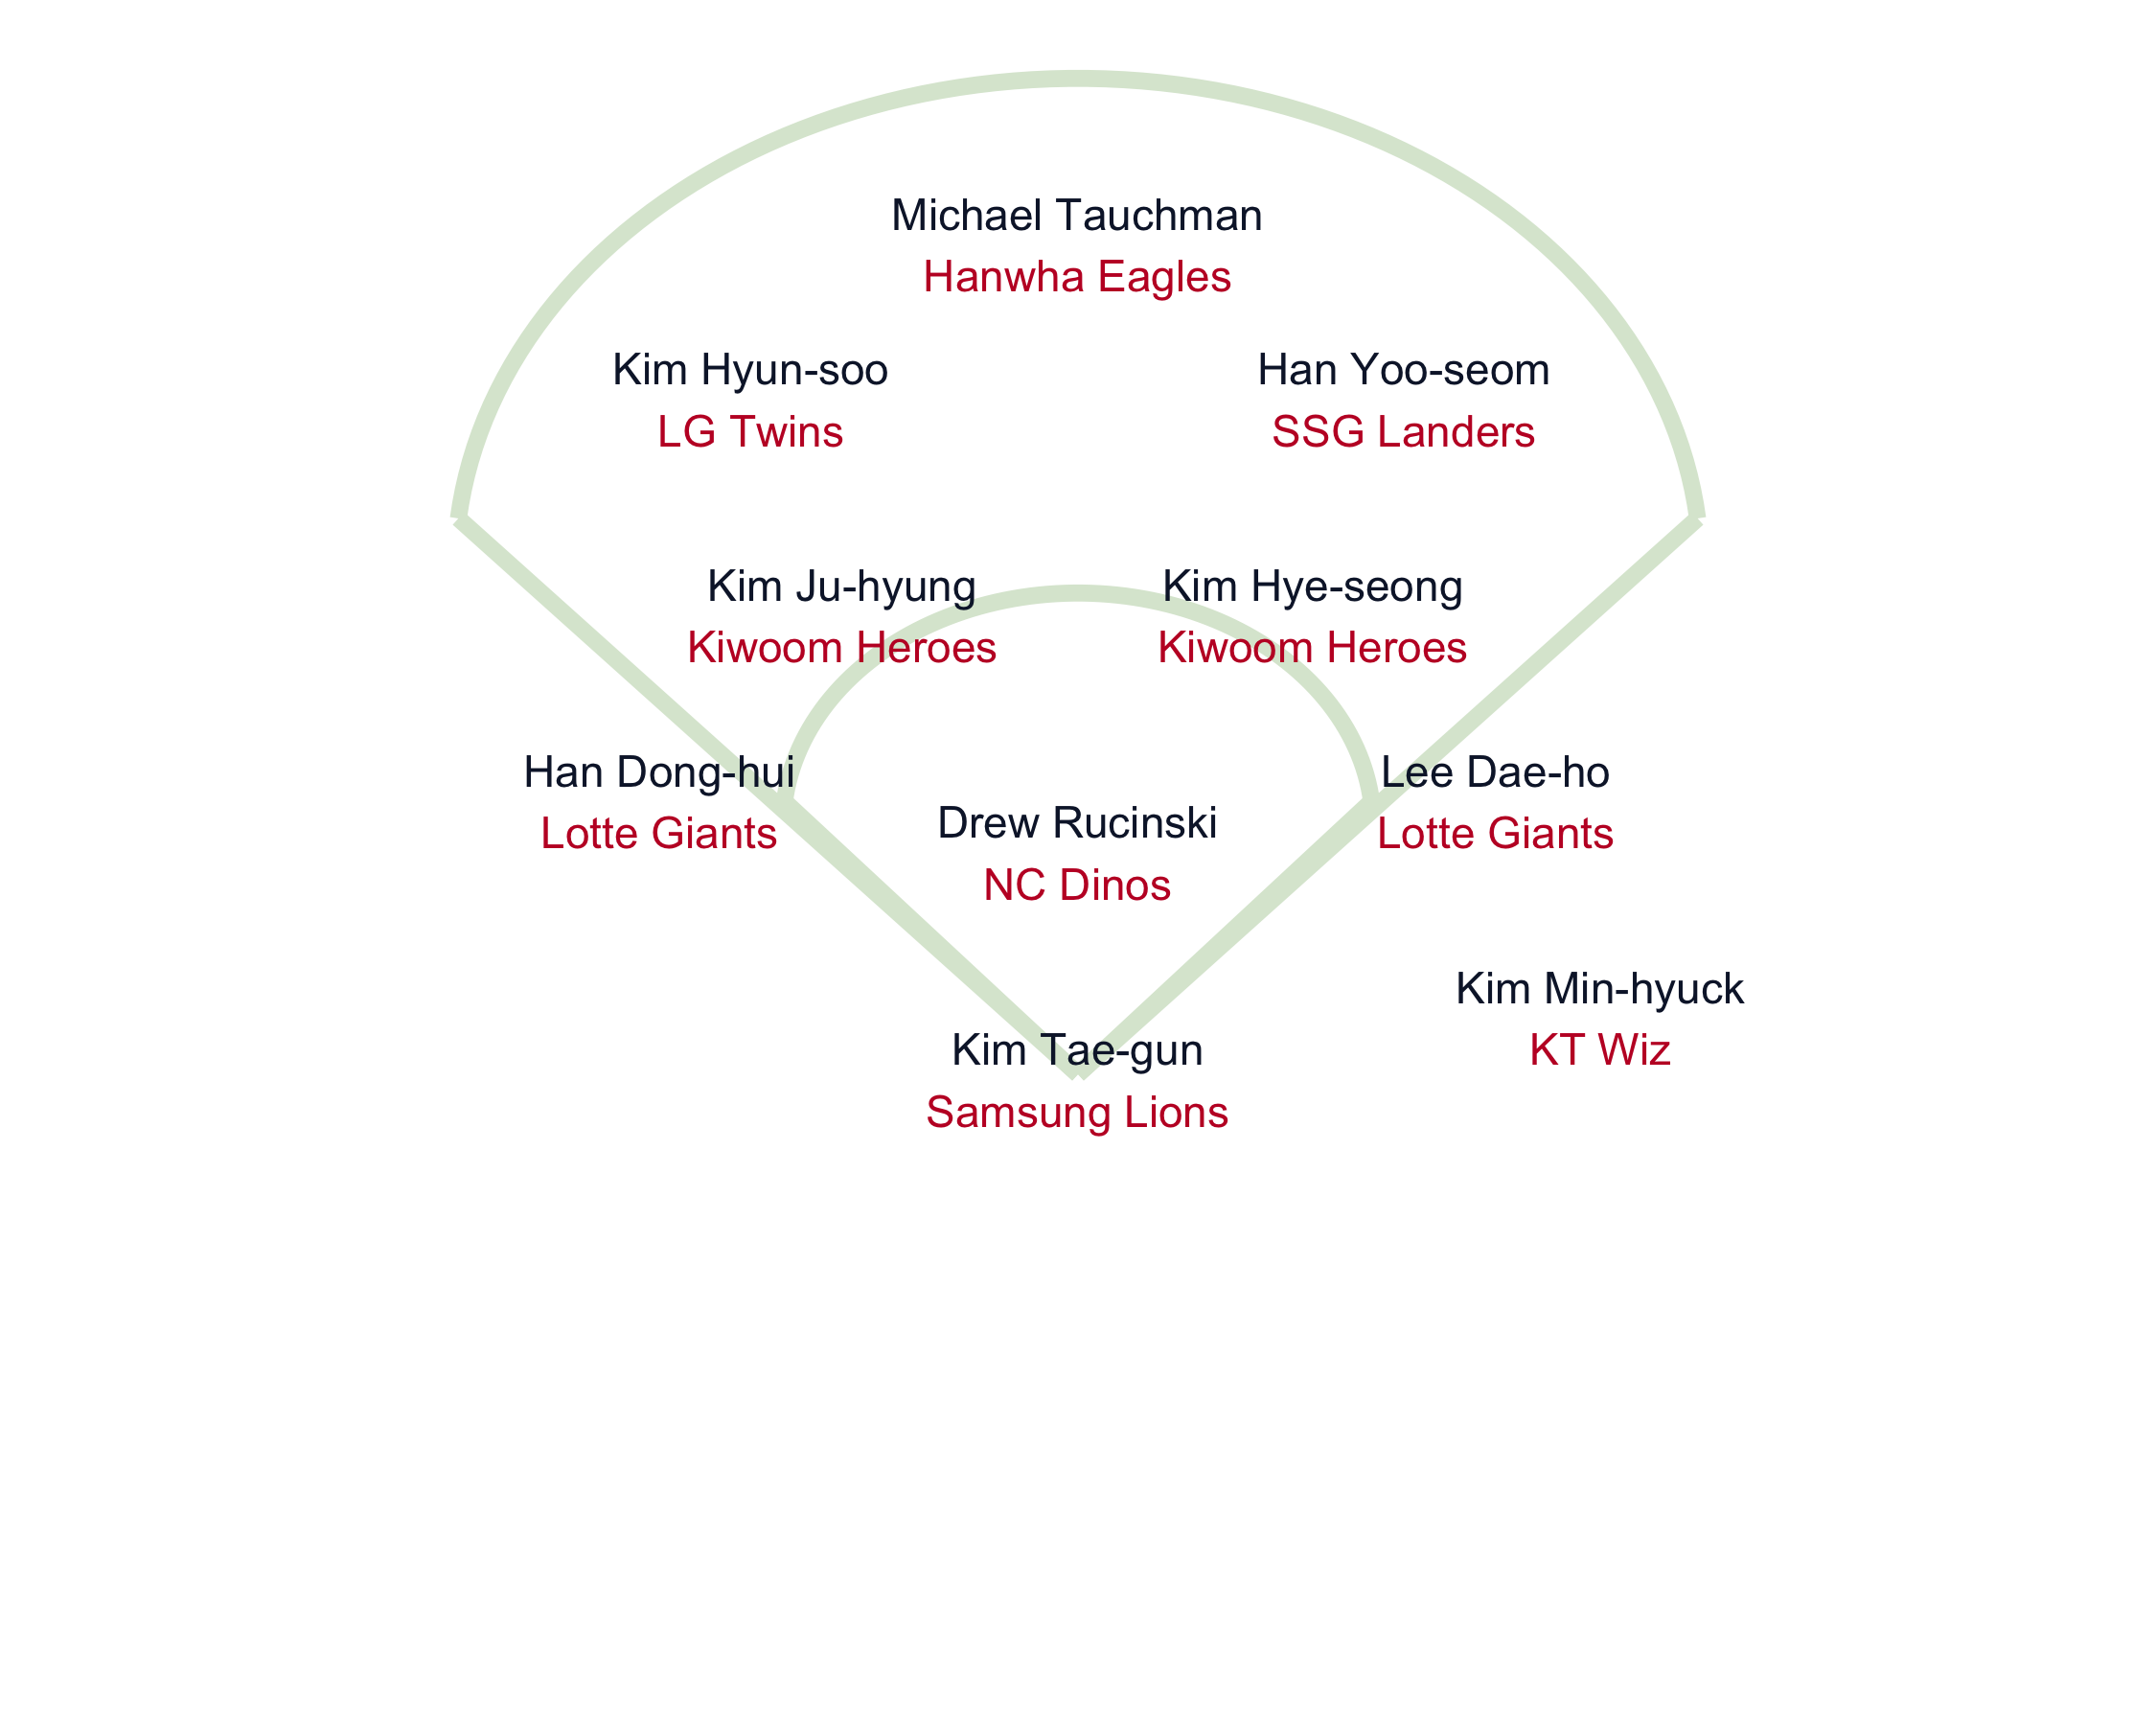 Michael Tauchman
Hanwha Eagles
Kim Hyun-soo
LG Twins
Han Yoo-seom
SSG Landers
Kim Ju-hyung
Kiwoom Heroes
Kim Hye-seong
Kiwoom Heroes
Han Dong-hui
Lotte Giants
Drew Rucinski
NC Dinos
Lee Dae-ho
Lotte Giants
Kim Tae-gun
Samsung Lions
Kim Min-hyuck
KT Wiz